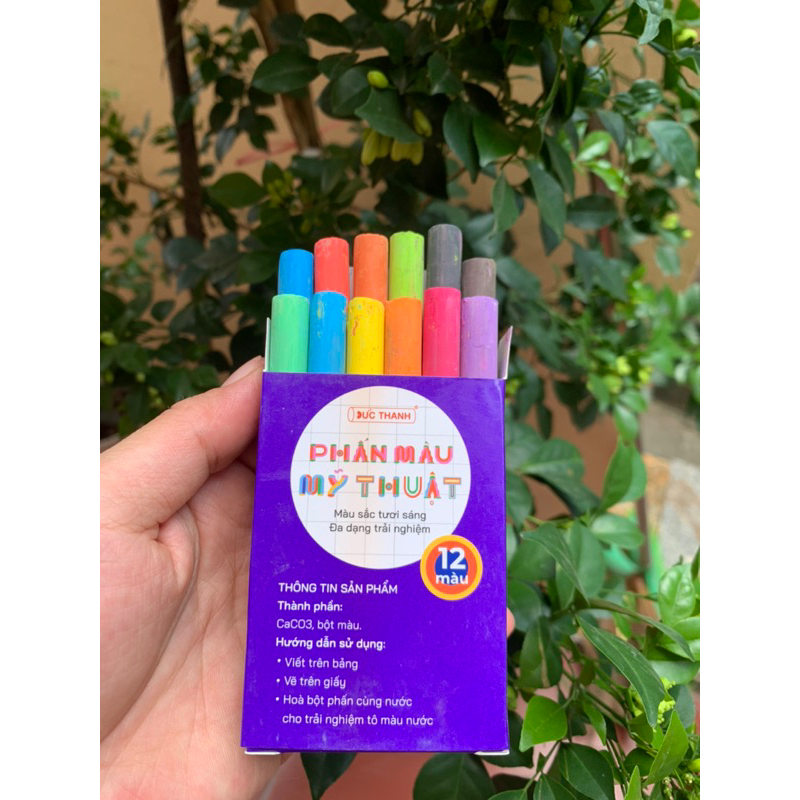 ĐỨC THANH
PHẤN MÀU
MỸ THUẬT
Màu sắc tươi sáng
Đa dạng trải nghiệm
12
màu
THÔNG TIN SẢN PHẨM
Thành phần:
CaCO3, bột màu.
Hướng dẫn sử dụng:
• Viết trên bảng
• Vẽ trên giấy
• Hoà bột phấn cùng nước
cho trải nghiệm tô màu nước